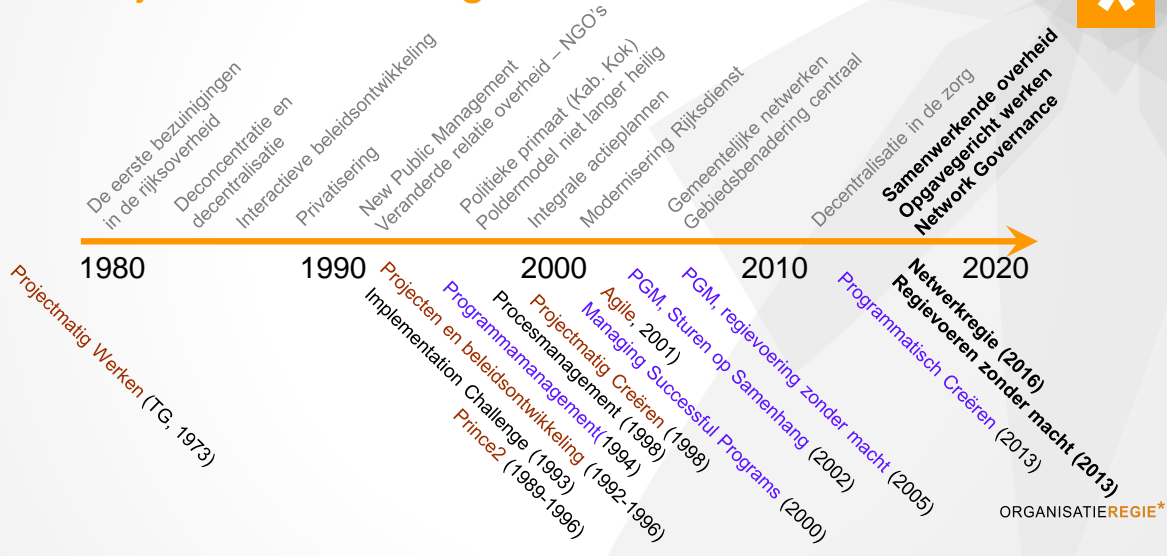 De eerste bezuinigingen
in de rijksoverheid
Deconcentratie en
decentralisatie
Interactieve beleidsontwikkeling
Privatisering
New Public Management
Veranderde relatie overheid – NGO's
Politieke primaat (Kab. Kok)
Poldermodel niet langer heilig
Integrale actieplannen
Modernisering Rijksdienst
Gemeentelijke netwerken
Gebiedsbenadering centraal
Decentralisatie in de zorg
Samenwerkende overheid
Opgavegericht werken
Network Governance
1980
1990
2000
2010
2020
Projectmatig Werken (TG, 1973)
Prince2 (1989-1996)
Implementation Challenge (1993)
Projecten en beleidsontwikkeling (1992-1996)
Programmamanagement(1994)
Procesmanagement (1998)
Projectmatig Creëren (1998)
Agile, 2001)
Managing Successful Programs (2000)
PGM, Sturen op Samenhang (2002)
PGM, regievoering zonder macht (2005)
Programmatisch Creëren (2013)
Netwerkregie (2016)
Regievoeren zonder macht (2013)
ORGANISATIEREGIE*